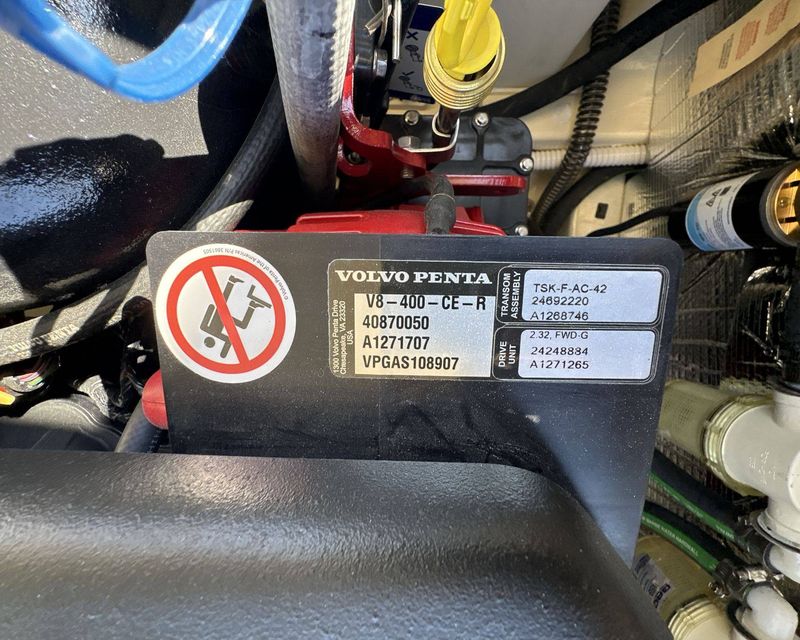 VOLVO PENTA
1300 Volvo Penta Drive
Chesapeake, VA 23320
USA
V8-400-CE-R
40870050
A1271707
VPGAS108907
TRANSOM
ASSEMBLY
TSK-F-AC-42
24692220
A1268746
DRIVE
UNIT
2.32, FWD-G
24248884
A1271265